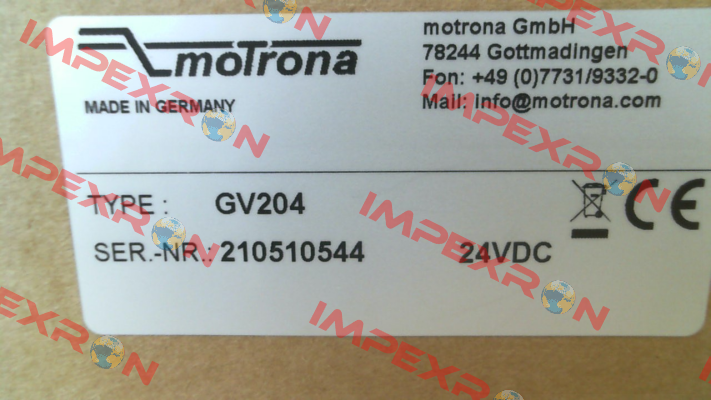 moTrona
MADE IN GERMANY
motrona GmbH
78244 Gottmadingen
Fon: +49 (0)7731/9332-0
Mail: info@motrona.com
TYPE : GV204
SER.-NR.: 210510544 24VDC
CE
IMPEXRON
IMPEXRON
IMPEXRON
IMPEXRON
IMPEXRON
IMPEXRON